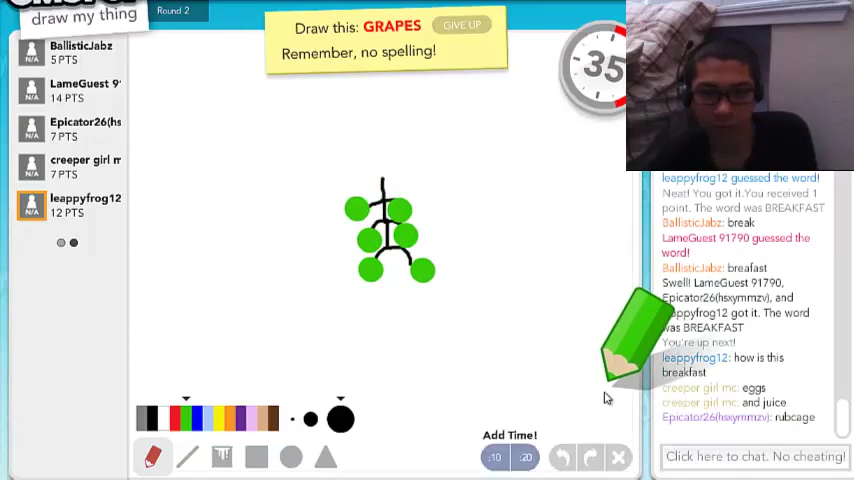 draw my thing
Round 2
Draw this: GRAPES
GIVE UP
Remember, no spelling!
35
BallisticJabz
N/A
5 PTS
LameGuest 9'
N/A
14 PTS
Epicator26(hs
N/A
7 PTS
creeper girl m
N/A
7 PTS
leappyfrog12
N/A
12 PTS
leappyfrog12 guessed the word!
Neat! You got it.You received 1
point. The word was BREAKFAST
BallisticJabz: break
LameGuest 91790 guessed the
word!
BallisticJabz: breafast
Swell! LameGuest 91790,
Epicator26(hsxymmzv), and
leappyfrog12 got it. The word
was BREAKFAST
You're up next!
leappyfrog12: how is this
breakfast
creeper girl mc: eggs
creeper girl mc: and juice
Epicator26(hsxymmzv): rubcage
Add Time!
:10
:20
Click here to chat. No cheating!